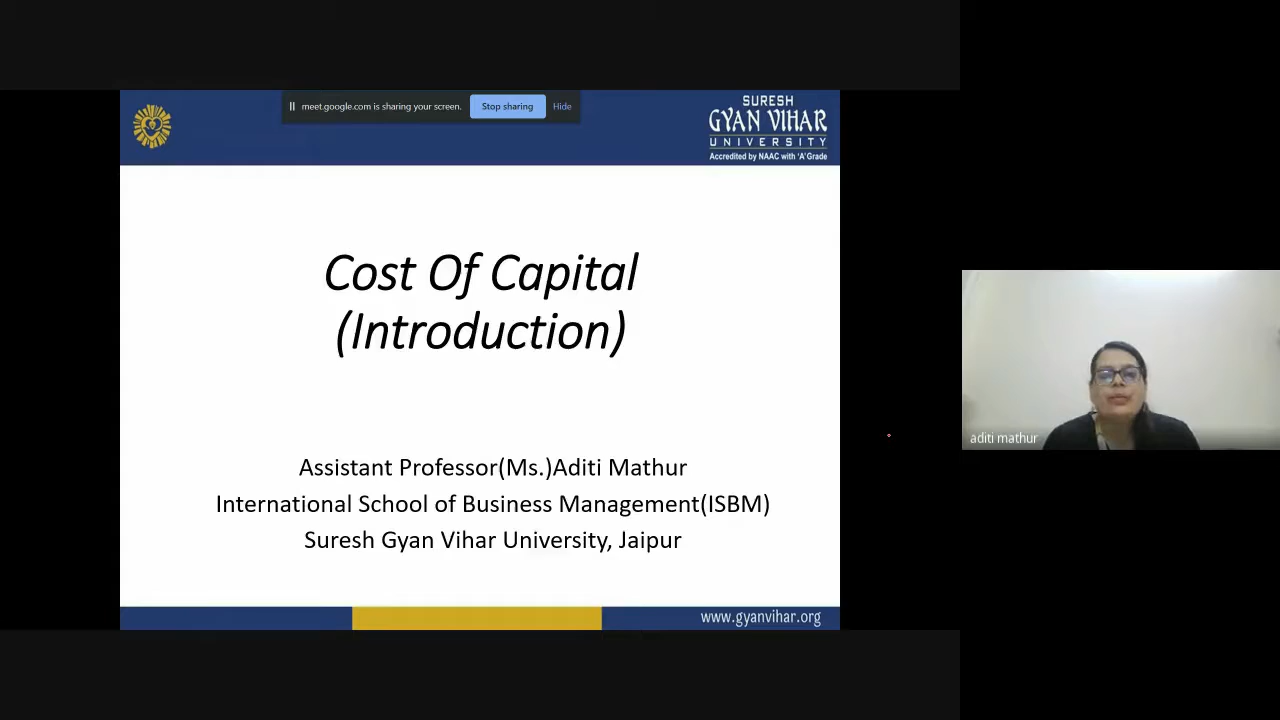 meet.google.com is sharing your screen. Stop sharing Hide
SURESH
GYAN VIHAR
UNIVERSITY
Accredited by NAAC with 'A' Grade
Cost Of Capital
(Introduction)
Assistant Professor(Ms.)Aditi Mathur
International School of Business Management(ISBM)
Suresh Gyan Vihar University, Jaipur
www.gyanvihar.org
aditi mathur